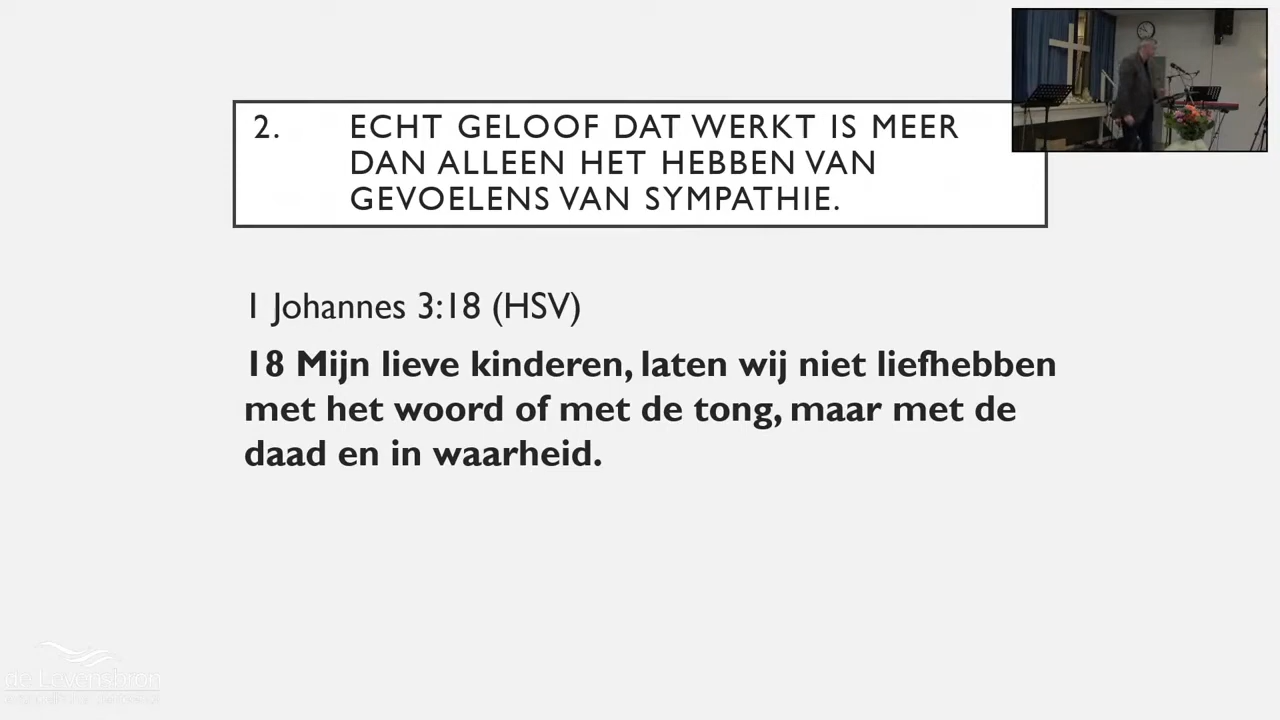 2. ECHT GELOOF DAT WERKT IS MEER
DAN ALLEEN HET HEBBEN VAN
GEVOELENS VAN SYMPATHIE.
1 Johannes 3:18 (HSV)
18 Mijn lieve kinderen, laten wij niet liefhebben
met het woord of met de tong, maar met de
daad en in waarheid.
de Levensbron